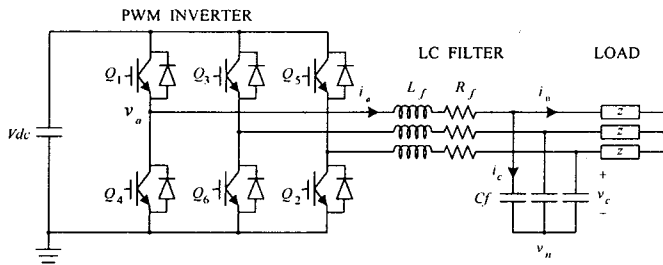 PWM INVERTER
LC FILTER
LOAD
Q1
Q3
Q5
ia
Lf
Rf
z
va
Vdc
z
z
Q4
Q6
Q2
ic
Cf
+
vc
−
vn